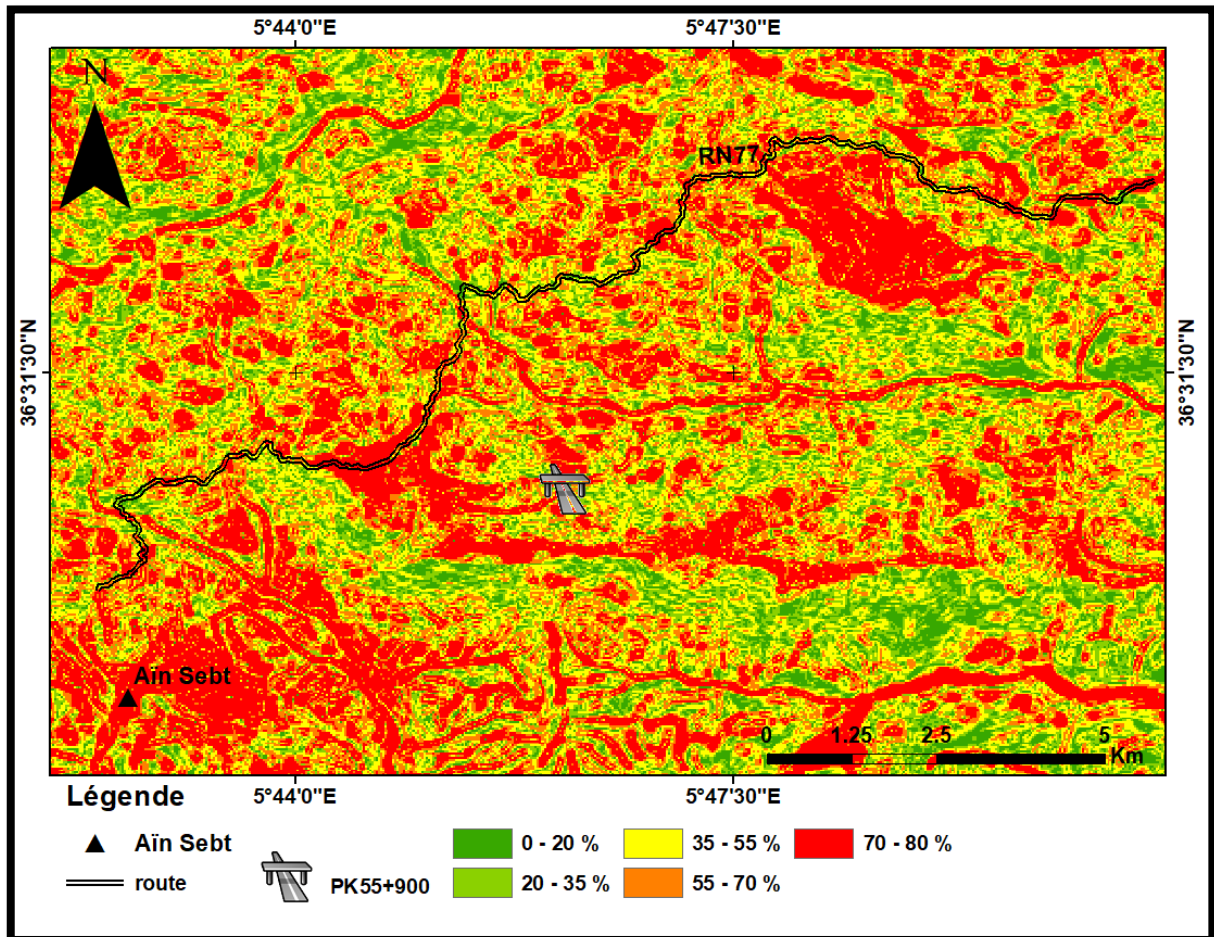 5°44'0"E 5°47'30"E
N
RN77
36°31'30"N 36°31'30"N
Aïn Sebt
0 1.25 2.5 5
Km
Légende 5°44'0"E 5°47'30"E
Aïn Sebt 0 - 20 % 35 - 55 % 70 - 80 %
route PK55+900 20 - 35 % 55 - 70 %